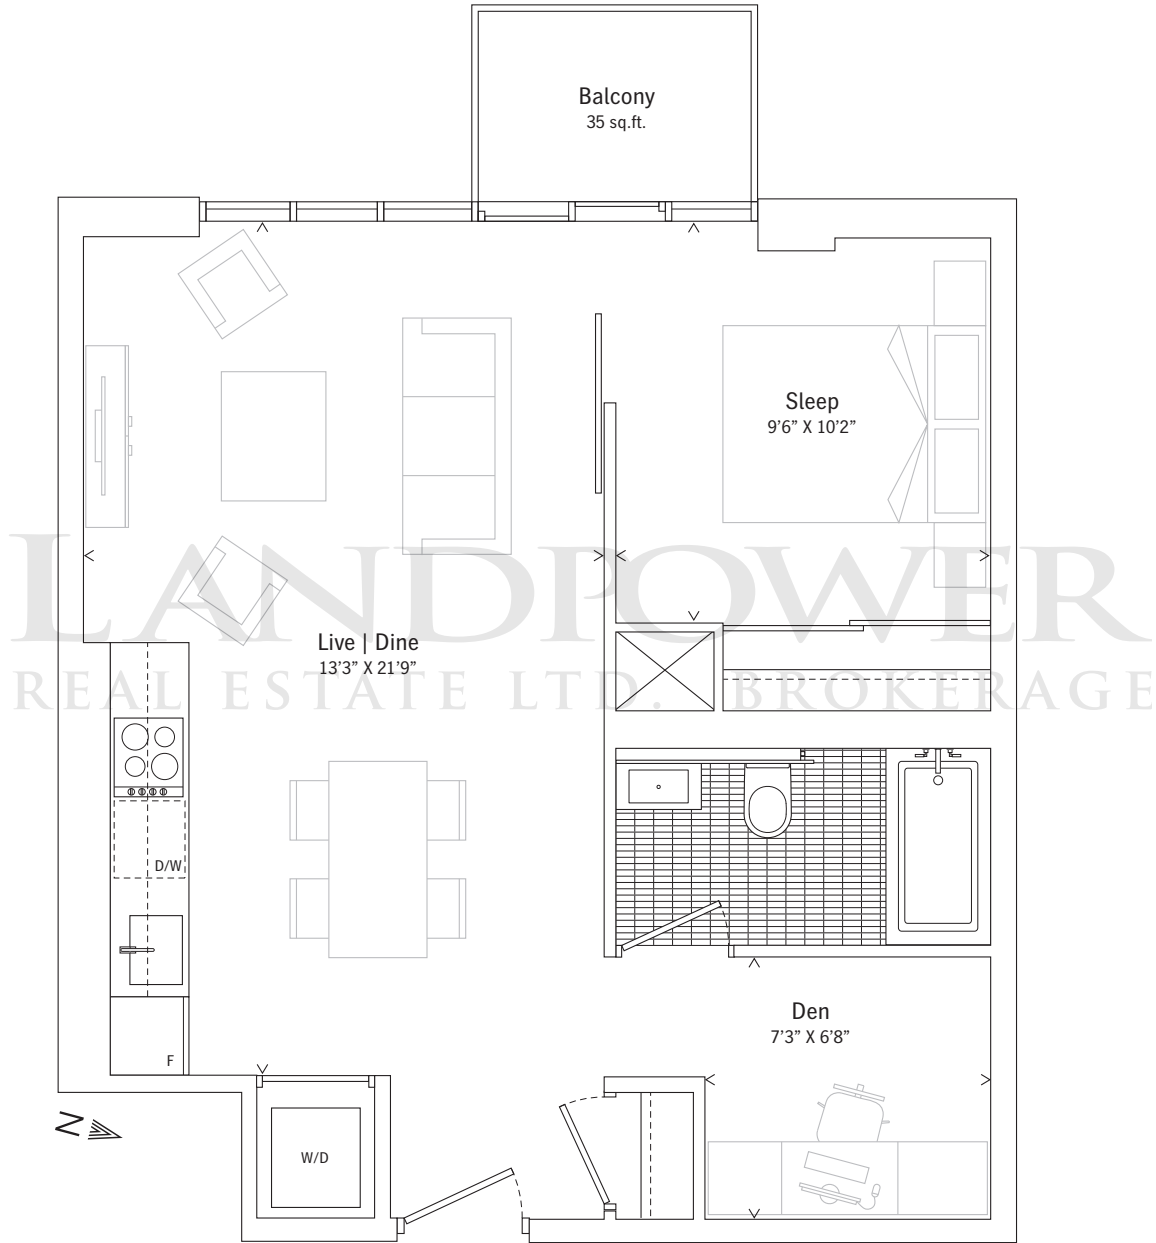 Balcony
35 sq.ft.
Sleep
9'6” X 10'2”
LANDPOWER
REAL ESTATE LTD. BROKERAGE
Live | Dine
13'3” X 21'9”
D/W
Den
7'3” X 6'8”
F
N
W/D